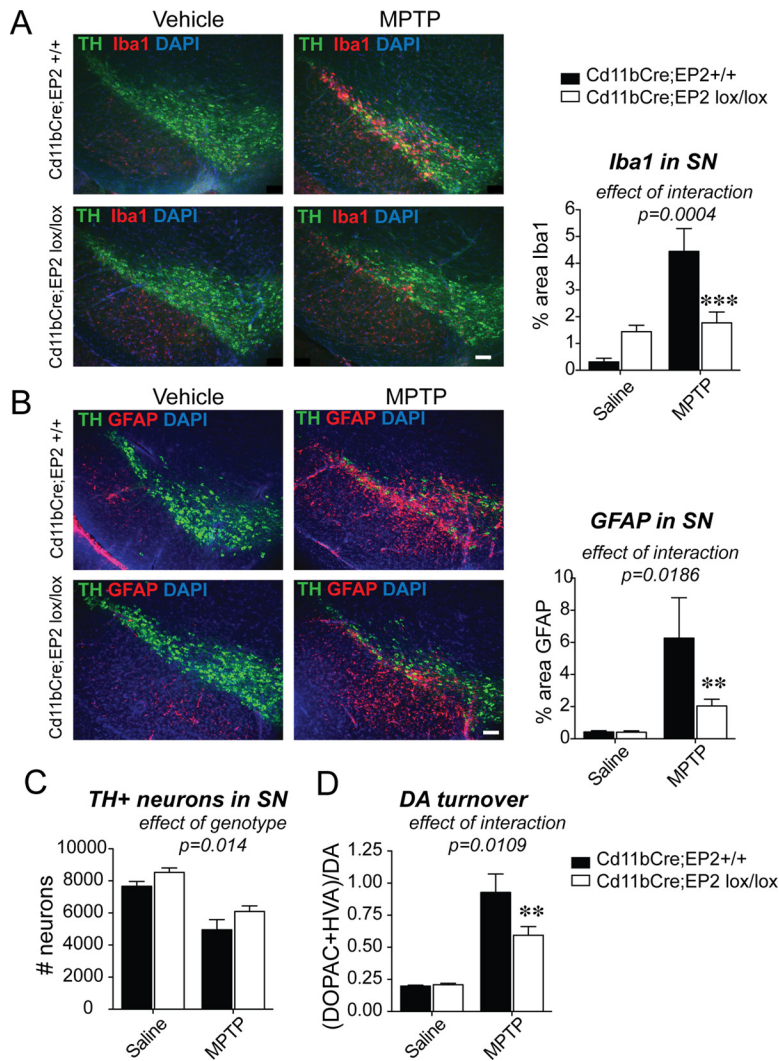 A
Vehicle
MPTP
Cd11bCre;EP2 +/+
TH Iba1 DAPI
TH Iba1 DAPI
Cd11bCre;EP2 lox/lox
TH Iba1 DAPI
TH Iba1 DAPI
Cd11bCre;EP2+/+
Cd11bCre;EP2 lox/lox
Iba1 in SN
effect of interaction
p=0.0004
% area Iba1
6
5
4
3
2
1
0
***
Saline
MPTP
B
Vehicle
MPTP
Cd11bCre;EP2 +/+
TH GFAP DAPI
TH GFAP DAPI
Cd11bCre;EP2 lox/lox
TH GFAP DAPI
TH GFAP DAPI
GFAP in SN
effect of interaction
p=0.0186
% area GFAP
10
8
6
4
2
0
**
Saline
MPTP
C
TH+ neurons in SN
effect of genotype
p=0.014
# neurons
10000
8000
6000
4000
2000
0
Saline
MPTP
D
DA turnover
effect of interaction
p=0.0109
(DOPAC+HVA)/DA
1.25
1.00
0.75
0.50
0.25
0.00
**
Saline
MPTP
Cd11bCre;EP2+/+
Cd11bCre;EP2 lox/lox